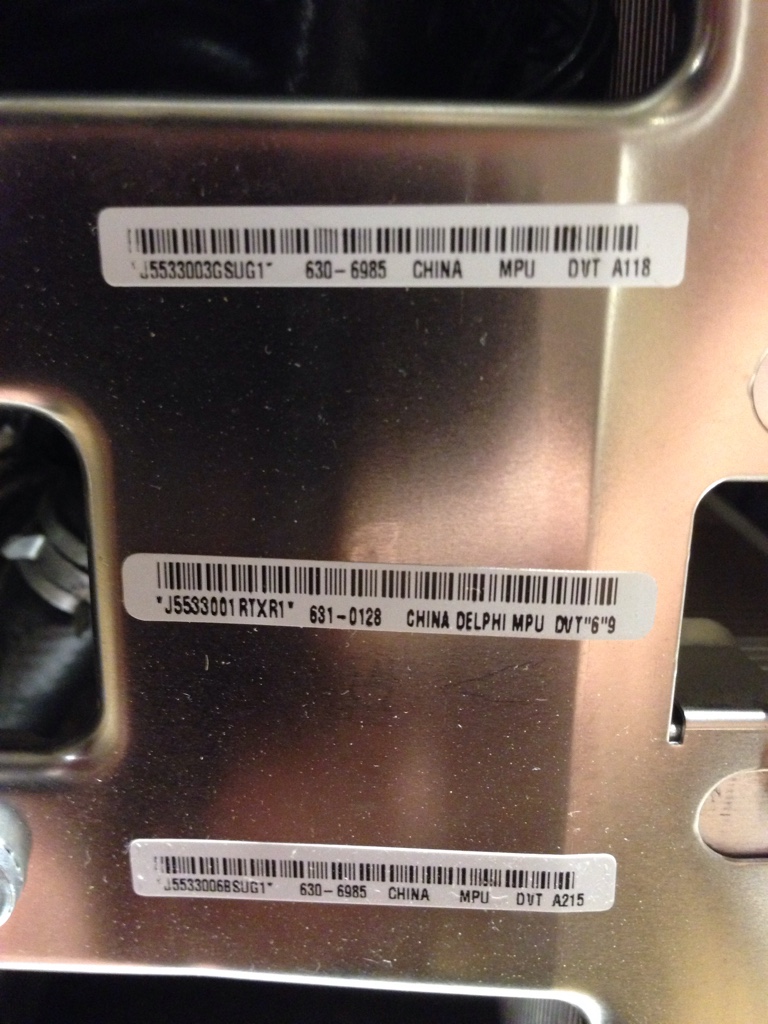 *J5533003GSUG1* 630-6985 CHINA MPU DVT A118
*J5533001RTXR1* 631-0128 CHINA DELPHI MPU DVT"6"9
*J5533006BSUG1* 630-6985 CHINA MPU DVT A215